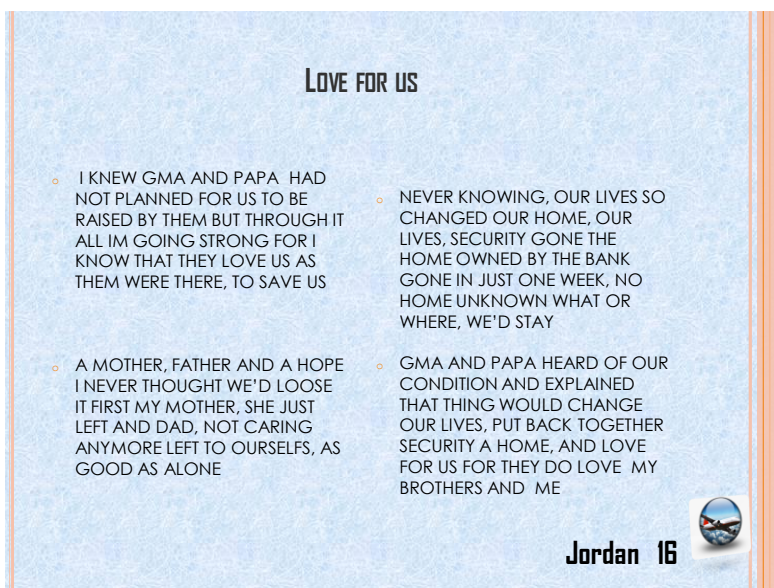 LOVE FOR US
I KNEW GMA AND PAPA HAD
NOT PLANNED FOR US TO BE
RAISED BY THEM BUT THROUGH IT
ALL IM GOING STRONG FOR I
KNOW THAT THEY LOVE US AS
THEM WERE THERE, TO SAVE US
A MOTHER, FATHER AND A HOPE
I NEVER THOUGHT WE'D LOOSE
IT FIRST MY MOTHER, SHE JUST
LEFT AND DAD, NOT CARING
ANYMORE LEFT TO OURSELFS, AS
GOOD AS ALONE
NEVER KNOWING, OUR LIVES SO
CHANGED OUR HOME, OUR
LIVES, SECURITY GONE THE
HOME OWNED BY THE BANK
GONE IN JUST ONE WEEK, NO
HOME UNKNOWN WHAT OR
WHERE, WE'D STAY
GMA AND PAPA HEARD OF OUR
CONDITION AND EXPLAINED
THAT THING WOULD CHANGE
OUR LIVES, PUT BACK TOGETHER
SECURITY A HOME, AND LOVE
FOR US FOR THEY DO LOVE MY
BROTHERS AND ME
Jordan 16